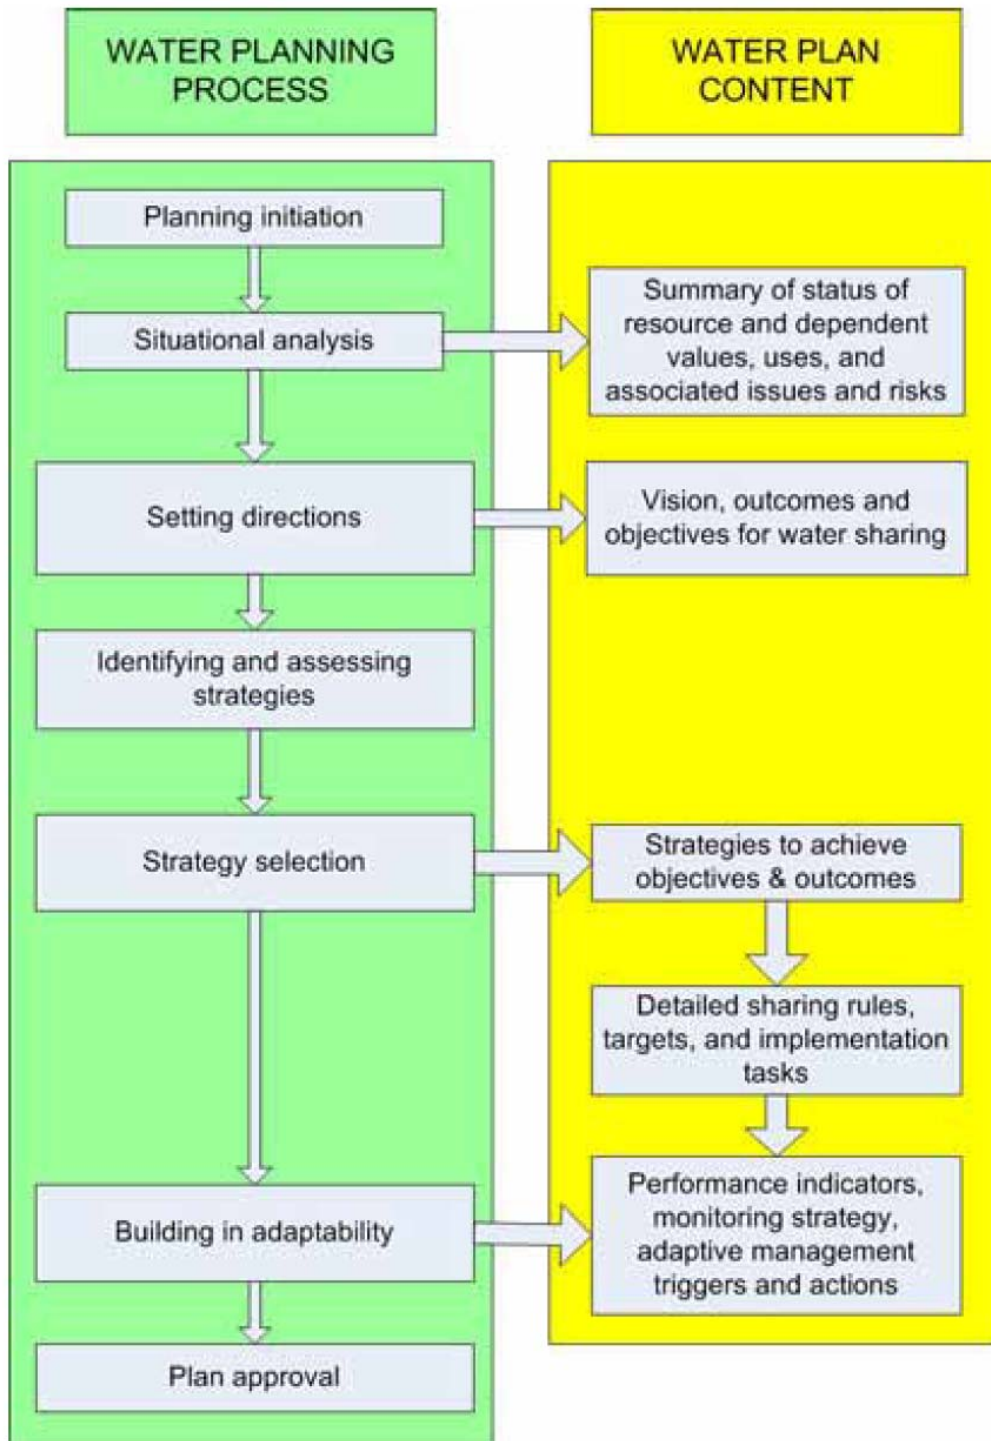 WATER PLANNING
PROCESS
WATER PLAN
CONTENT
Planning initiation
Situational analysis
Summary of status of
resource and dependent
values, uses, and
associated issues and risks
Setting directions
Vision, outcomes and
objectives for water sharing
Identifying and assessing
strategies
Strategy selection
Strategies to achieve
objectives & outcomes
Detailed sharing rules,
targets, and implementation
tasks
Building in adaptability
Performance indicators,
monitoring strategy,
adaptive management
triggers and actions
Plan approval